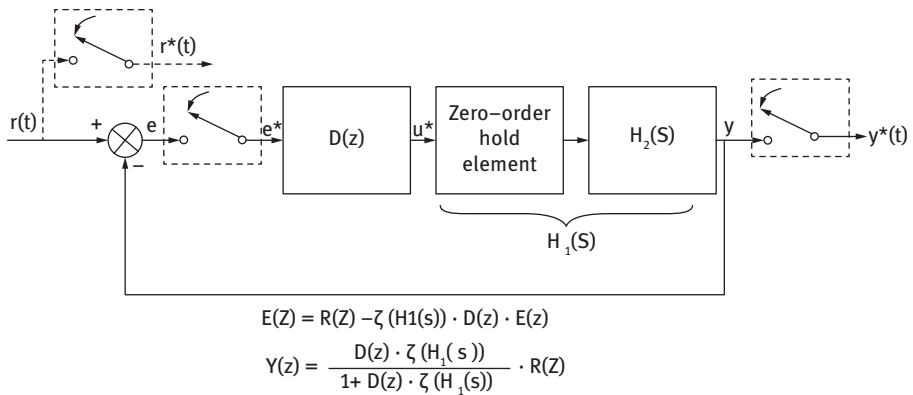 r*(t)
r(t)
+
e
e*
D(z)
u*
Zero–order
hold
element
H₂(S)
y
y*(t)
–
H₁(S)
E(Z) = R(Z) –ζ (H1(s)) · D(z) · E(z)
Y(z) = D(z) · ζ (H₁( s )) / 1+ D(z) · ζ (H₁(s)) · R(Z)